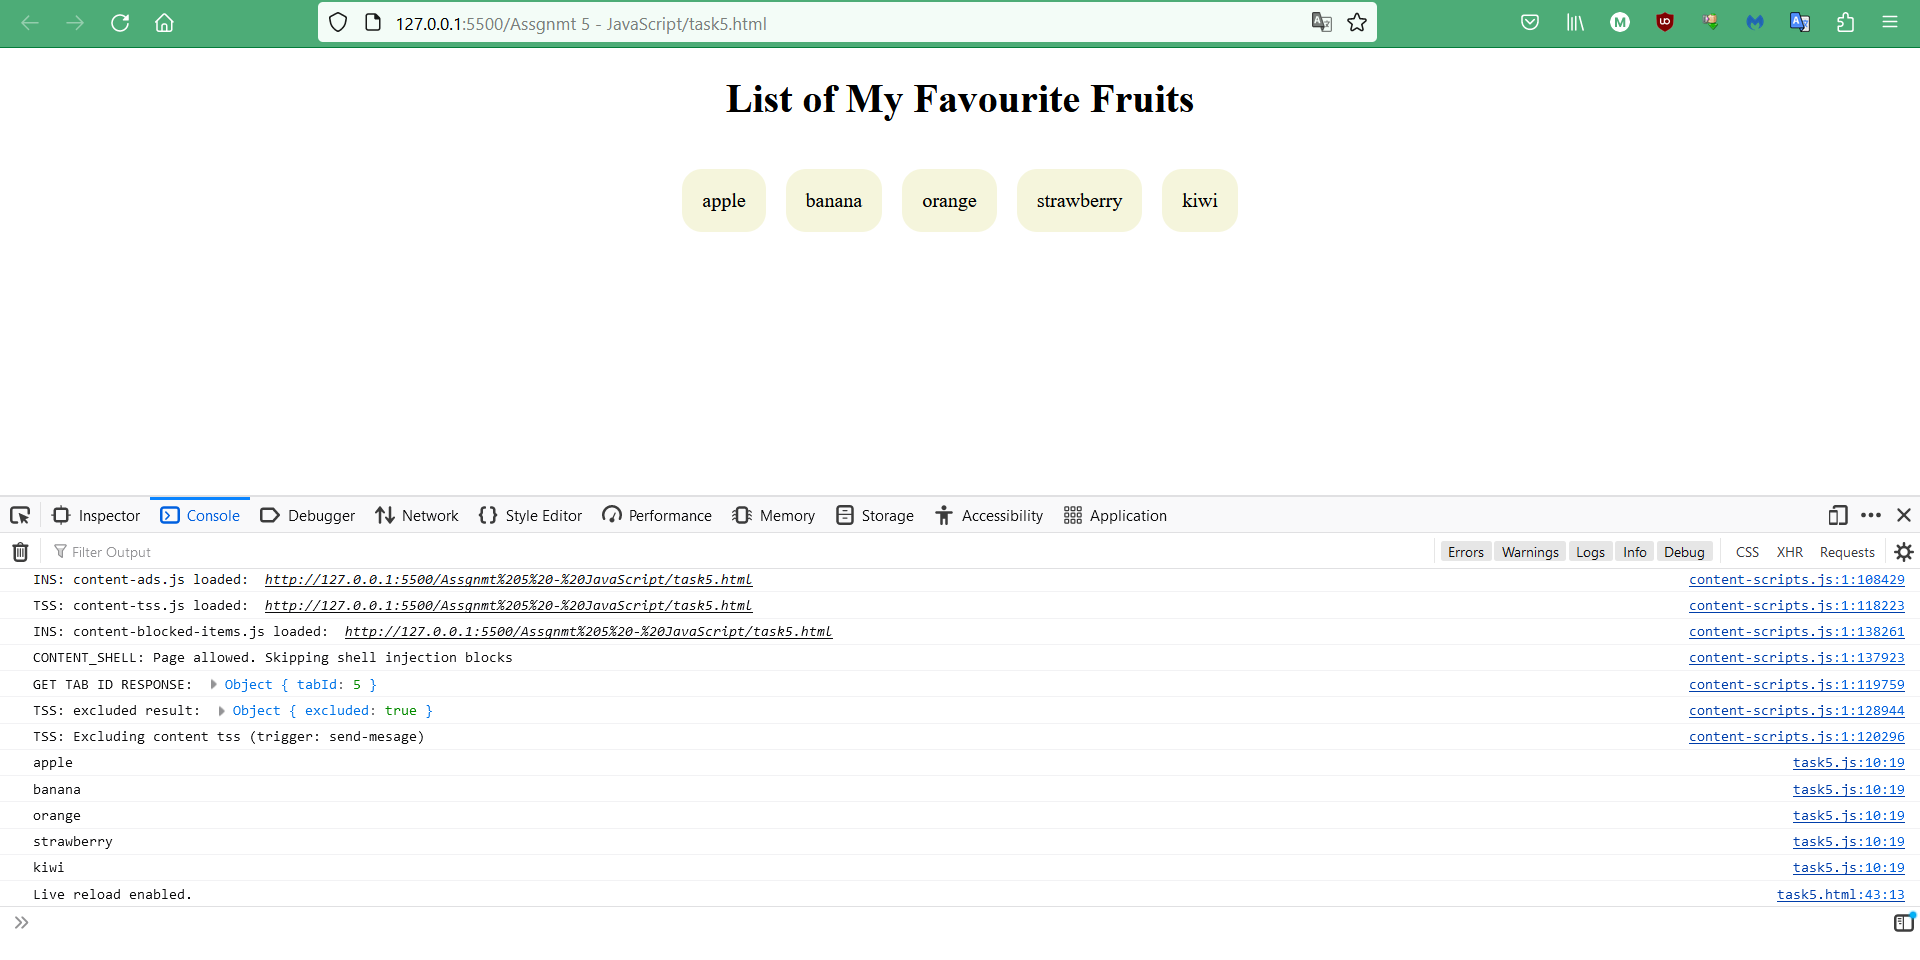 127.0.0.1:5500/Assgnmt 5 - JavaScript/task5.html
List of My Favourite Fruits
apple banana orange strawberry kiwi
Inspector Console Debugger Network Style Editor Performance Memory Storage Accessibility Application
Filter Output Errors Warnings Logs Info Debug CSS XHR Requests
INS: content-ads.js loaded: http://127.0.0.1:5500/Assgnmt%205%20-%20JavaScript/task5.html content-scripts.js:1:108429
TSS: content-tss.js loaded: http://127.0.0.1:5500/Assgnmt%205%20-%20JavaScript/task5.html content-scripts.js:1:118223
INS: content-blocked-items.js loaded: http://127.0.0.1:5500/Assgnmt%205%20-%20JavaScript/task5.html content-scripts.js:1:138261
CONTENT_SHELL: Page allowed. Skipping shell injection blocks content-scripts.js:1:137923
GET TAB ID RESPONSE: Object { tabId: 5 } content-scripts.js:1:119759
TSS: excluded result: Object { excluded: true } content-scripts.js:1:128944
TSS: Excluding content tss (trigger: send-mesage) content-scripts.js:1:120296
apple task5.js:10:19
banana task5.js:10:19
orange task5.js:10:19
strawberry task5.js:10:19
kiwi task5.js:10:19
Live reload enabled. task5.html:43:13